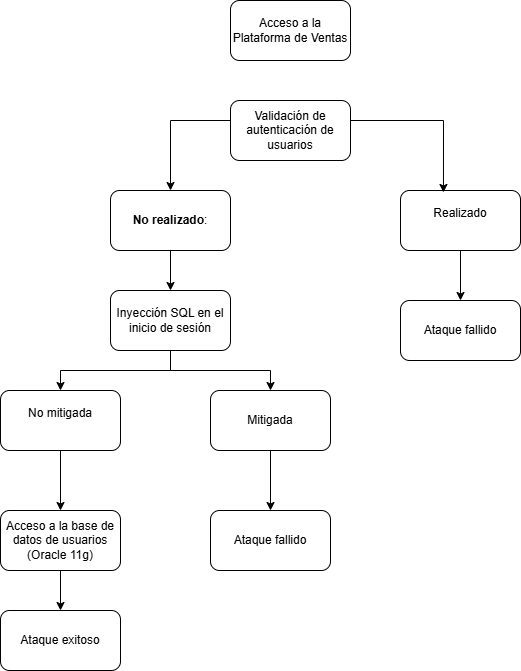 Acceso a la
Plataforma de Ventas
Validación de
autenticación de
usuarios
No realizado:
Realizado
Inyección SQL en el
inicio de sesión
Ataque fallido
No mitigada
Mitigada
Acceso a la base de
datos de usuarios
(Oracle 11g)
Ataque fallido
Ataque exitoso